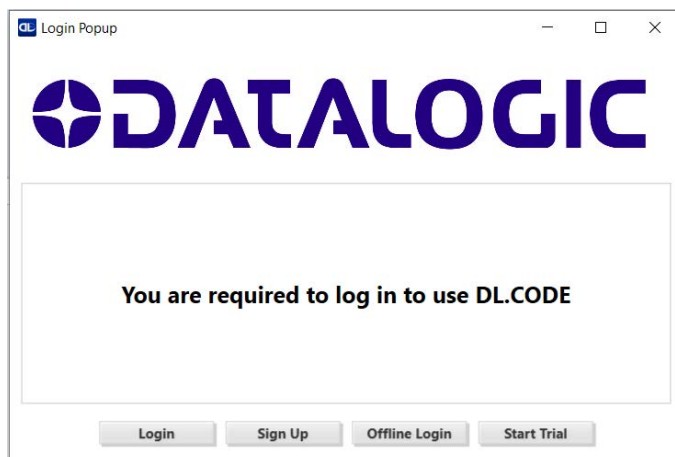 DL Login Popup
DATALOGIC
You are required to log in to use DL.CODE
Login
Sign Up
Offline Login
Start Trial